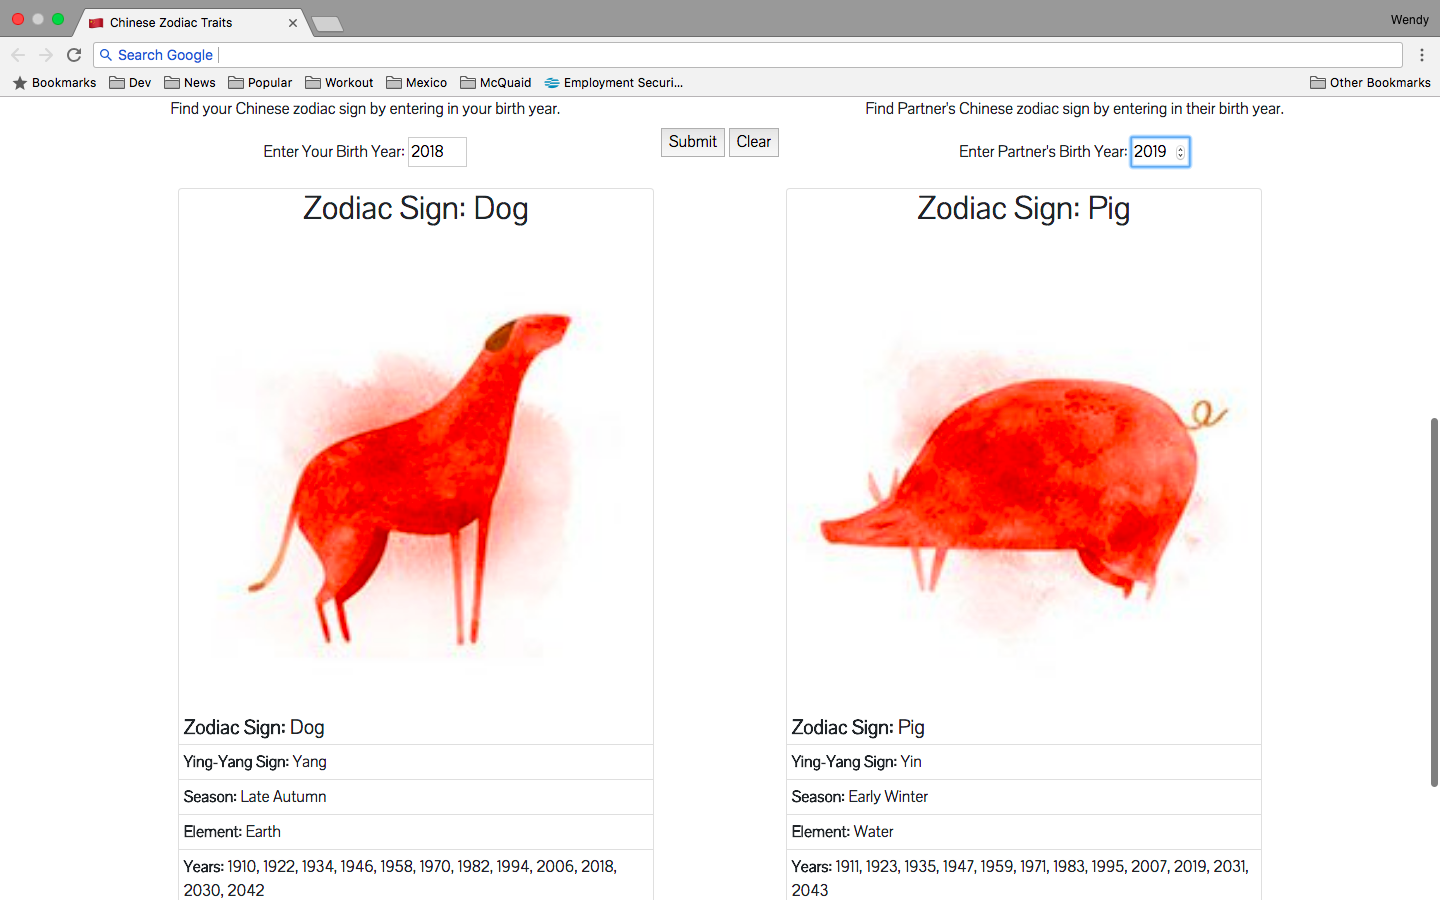 Chinese Zodiac Traits
Wendy
Search Google
Bookmarks Dev News Popular Workout Mexico McQuaid Employment Securi... Other Bookmarks
Find your Chinese zodiac sign by entering in your birth year.
Find Partner's Chinese zodiac sign by entering in their birth year.
Enter Your Birth Year: 2018
Submit Clear
Enter Partner's Birth Year: 2019
Zodiac Sign: Dog
Zodiac Sign: Dog
Ying-Yang Sign: Yang
Season: Late Autumn
Element: Earth
Years: 1910, 1922, 1934, 1946, 1958, 1970, 1982, 1994, 2006, 2018,
2030, 2042
Zodiac Sign: Pig
Zodiac Sign: Pig
Ying-Yang Sign: Yin
Season: Early Winter
Element: Water
Years: 1911, 1923, 1935, 1947, 1959, 1971, 1983, 1995, 2007, 2019, 2031,
2043